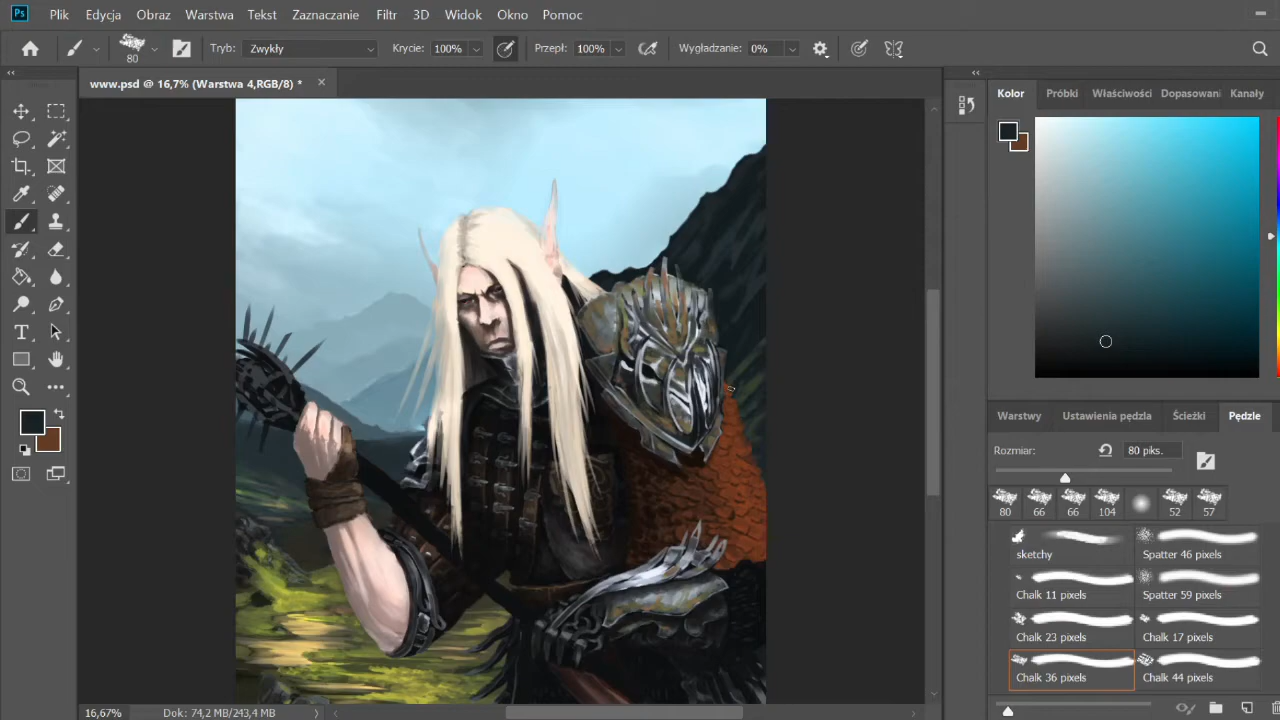 Ps Plik Edycja Obraz Warstwa Tekst Zaznaczanie Filtr 3D Widok Okno Pomoc
80 Tryb: Zwykły Krycie: 100% Przepł: 100% Wygładzanie: 0%
www.psd @ 16,7% (Warstwa 4,RGB/8) *
Kolor Próbki Właściwości Dopasowani Kanały
Warstwy Ustawienia pędzla Ścieżki Pędzle
Rozmiar: 80 piks.
80 66 66 104 52 57
sketchy Spatter 46 pixels
Chalk 11 pixels Spatter 59 pixels
Chalk 23 pixels Chalk 17 pixels
Chalk 36 pixels Chalk 44 pixels
16,67% Dok: 74,2 MB/243,4 MB